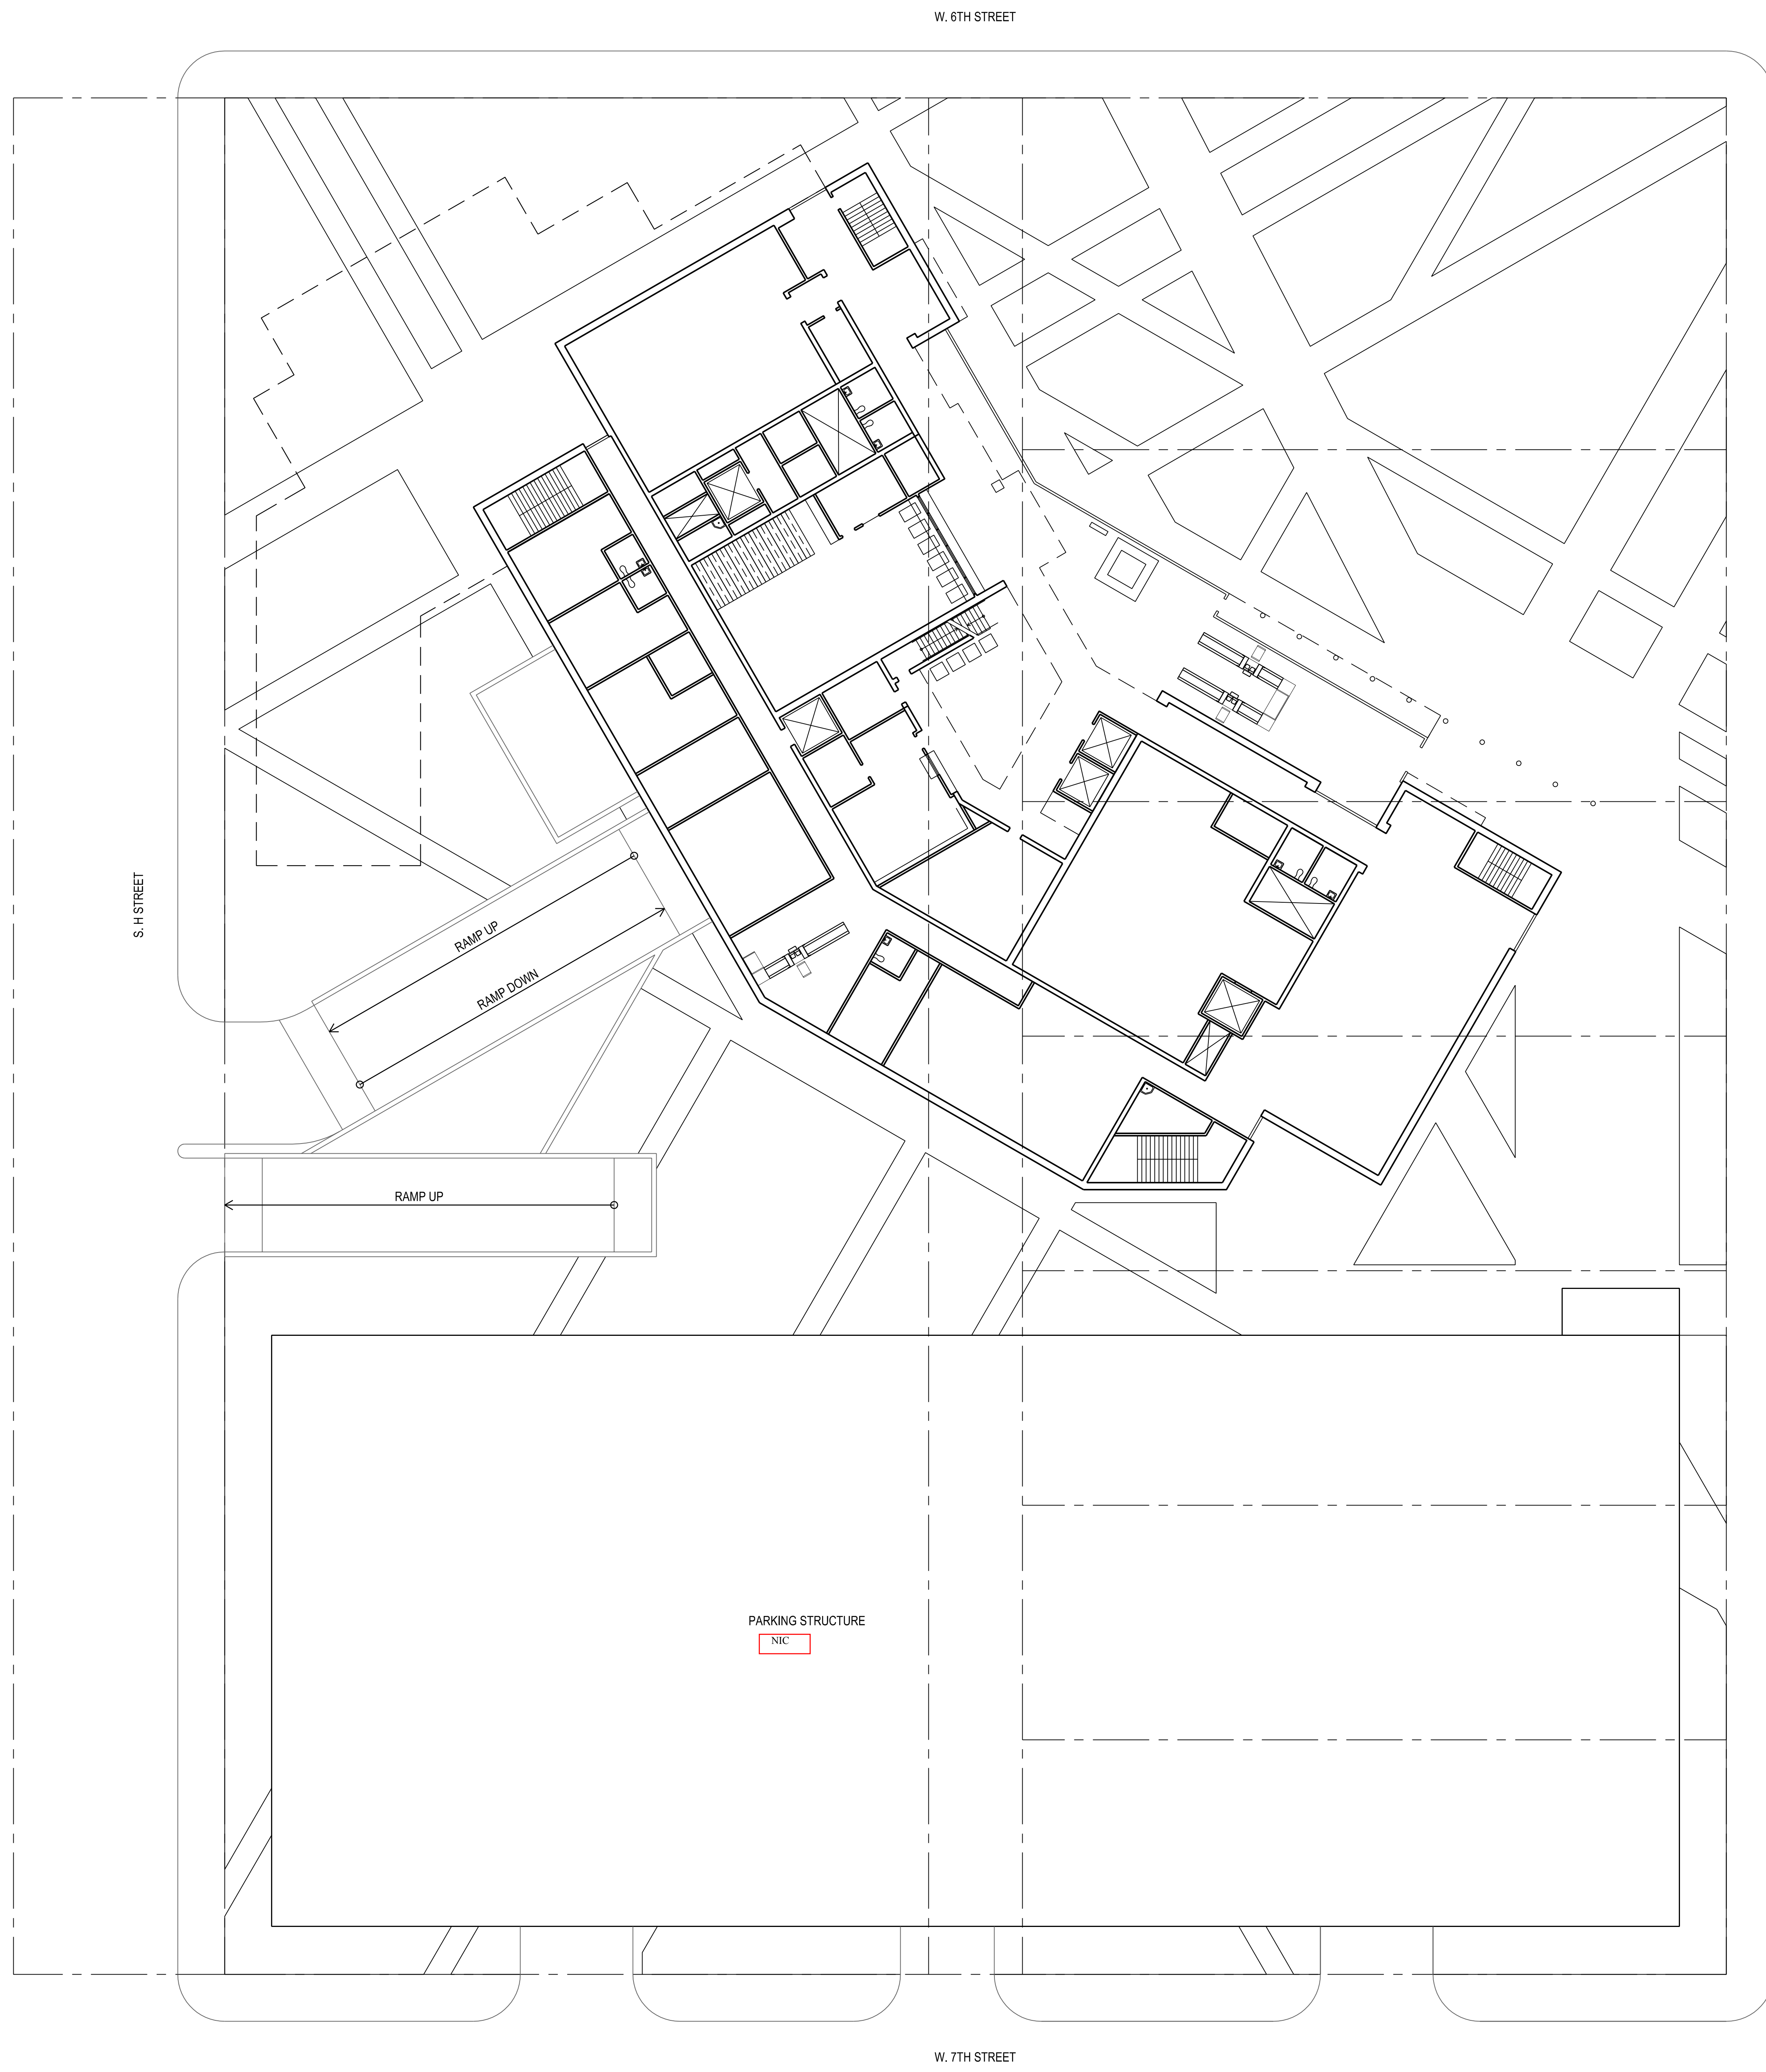 W. 6TH STREET
S. H STREET
RAMP UP
RAMP DOWN
RAMP UP
PARKING STRUCTURE
NIC
W. 7TH STREET